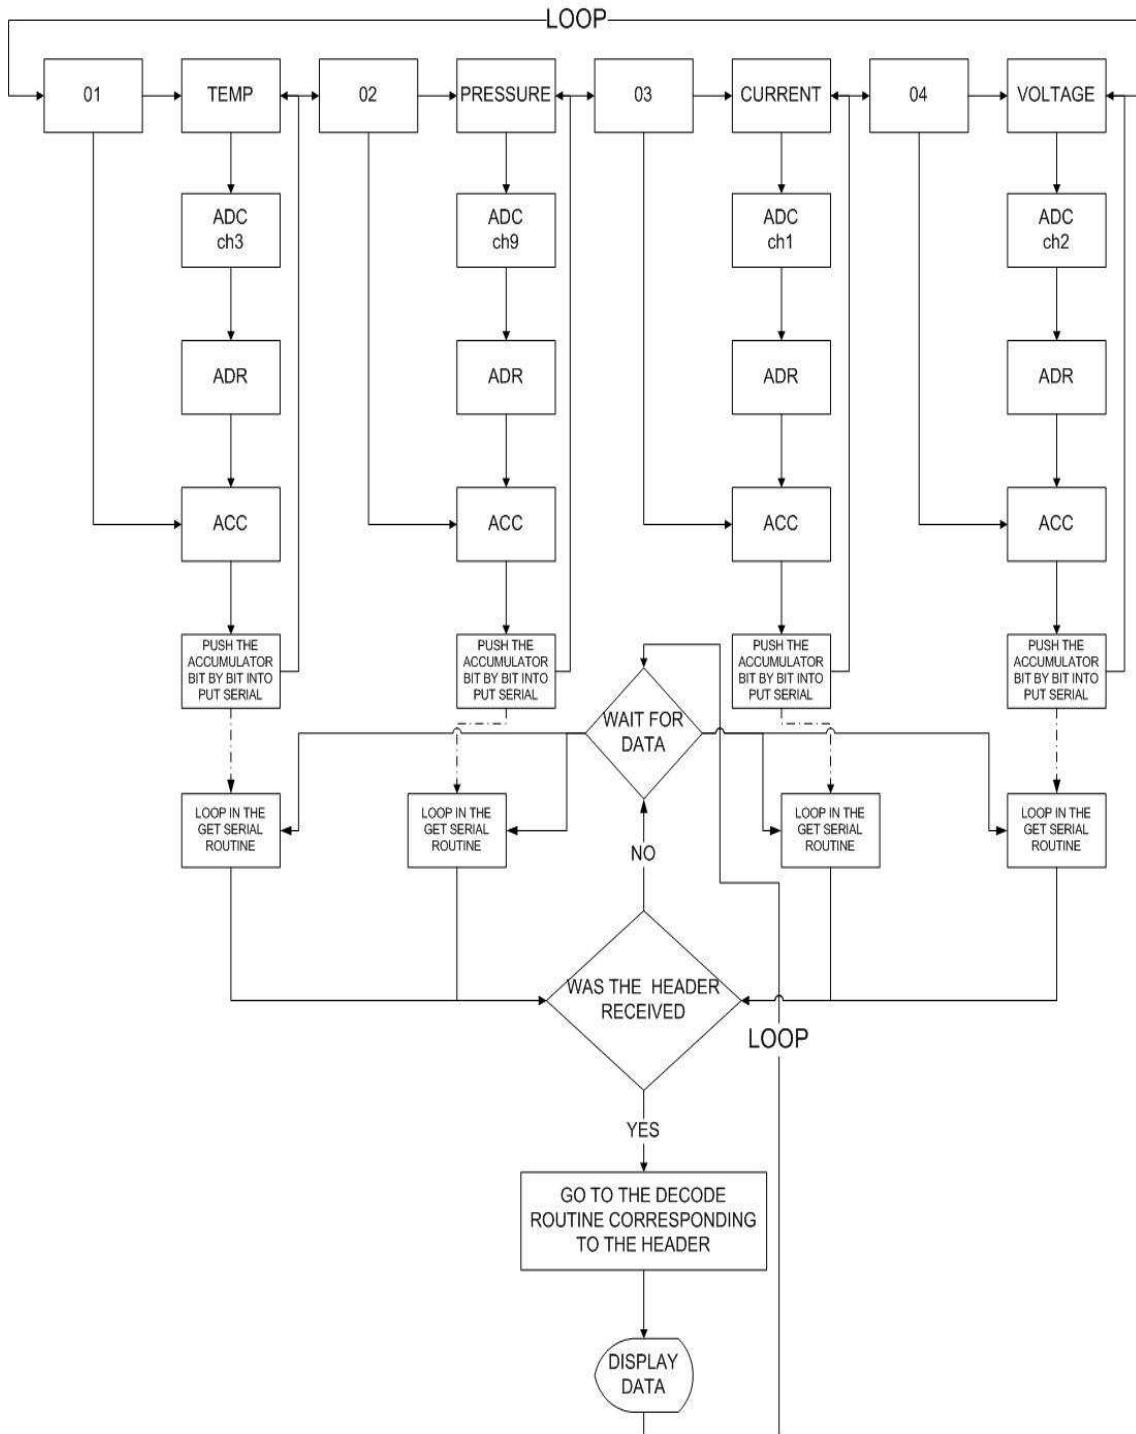 LOOP
01
TEMP
02
PRESSURE
03
CURRENT
04
VOLTAGE
ADC
ch3
ADC
ch9
ADC
ch1
ADC
ch2
ADR
ADR
ADR
ADR
ACC
ACC
ACC
ACC
PUSH THE
ACCUMULATOR
BIT BY BIT INTO
PUT SERIAL
PUSH THE
ACCUMULATOR
BIT BY BIT INTO
PUT SERIAL
PUSH THE
ACCUMULATOR
BIT BY BIT INTO
PUT SERIAL
PUSH THE
ACCUMULATOR
BIT BY BIT INTO
PUT SERIAL
WAIT FOR
DATA
LOOP IN THE
GET SERIAL
ROUTINE
LOOP IN THE
GET SERIAL
ROUTINE
LOOP IN THE
GET SERIAL
ROUTINE
LOOP IN THE
GET SERIAL
ROUTINE
NO
WAS THE HEADER
RECEIVED
LOOP
YES
GO TO THE DECODE
ROUTINE CORRESPONDING
TO THE HEADER
DISPLAY
DATA